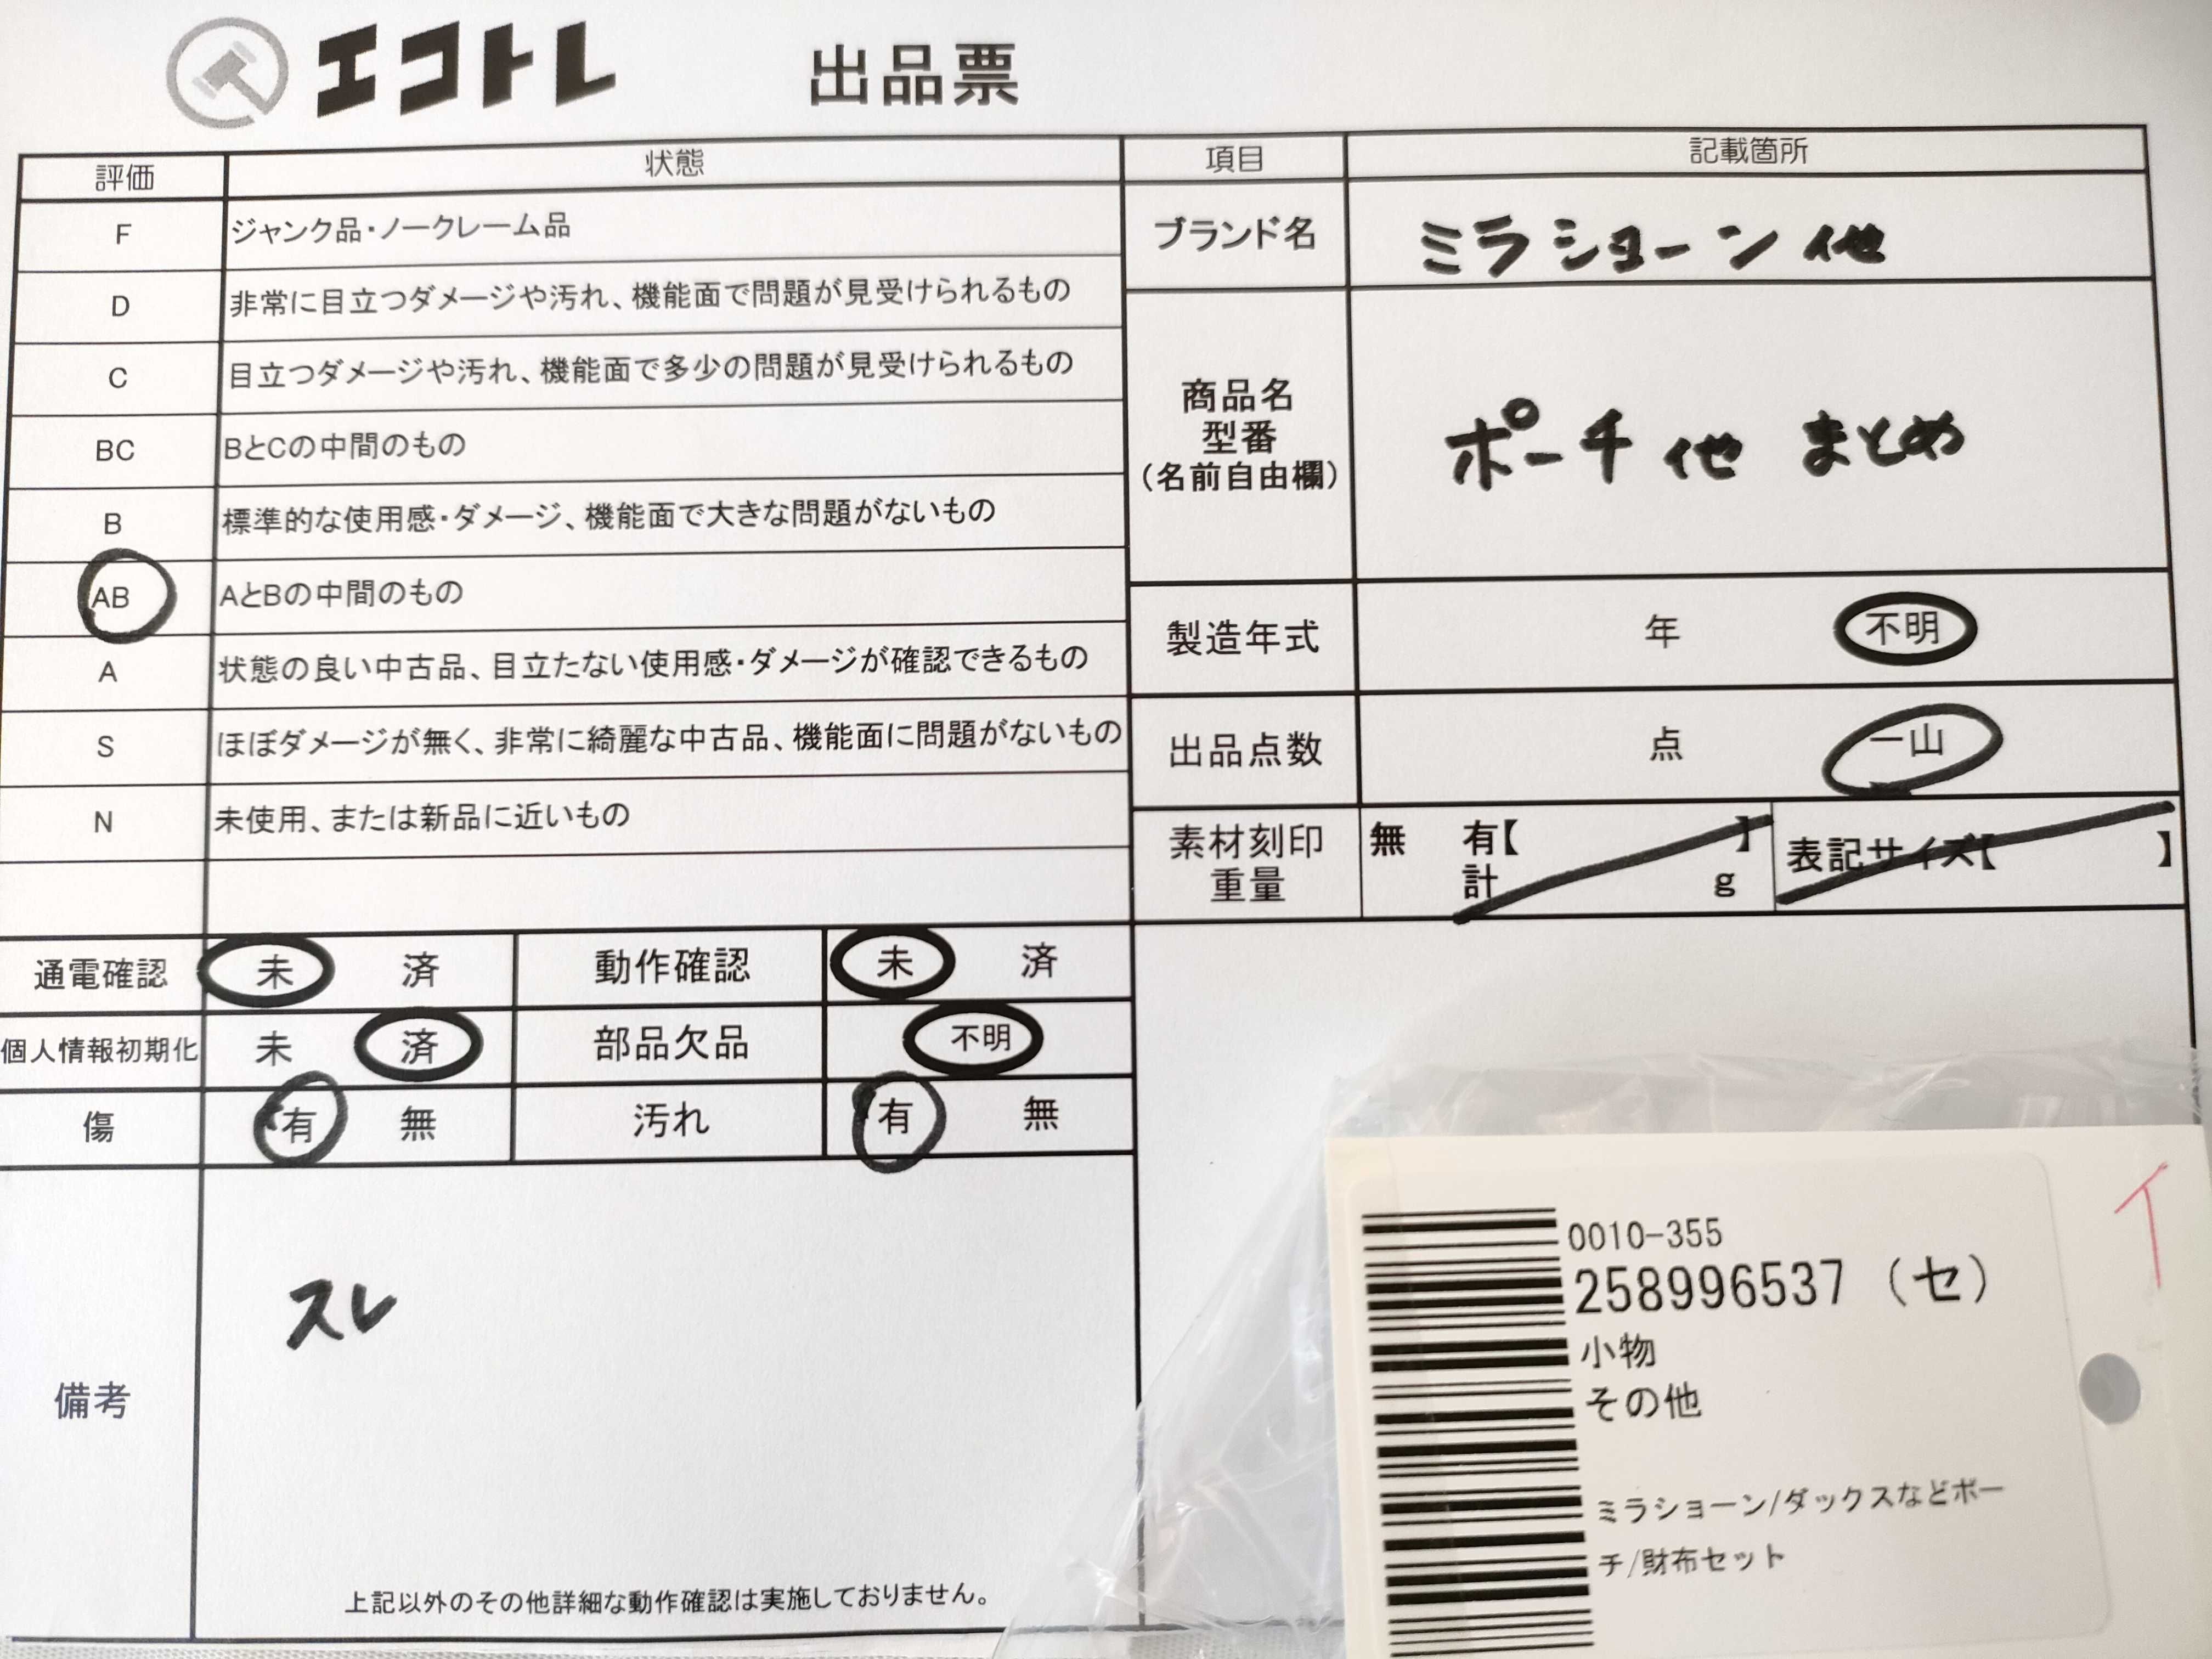 エコトレ 出品票
評価 状態
F ジャンク品・ノークレーム品
D 非常に目立つダメージや汚れ、機能面で問題が見受けられるもの
C 目立つダメージや汚れ、機能面で多少の問題が見受けられるもの
BC BとCの中間のもの
B 標準的な使用感・ダメージ、機能面で大きな問題がないもの
AB AとBの中間のもの
A 状態の良い中古品、目立たない使用感・ダメージが確認できるもの
S ほぼダメージが無く、非常に綺麗な中古品、機能面に問題がないもの
N 未使用、または新品に近いもの
項目 記載箇所
ブランド名 ミラショーン他
商品名
型番
(名前自由欄)
ポーチ他 まとめ
製造年式 年 不明
出品点数 点 一山
素材刻印
重量
無 有【 】
計 g
表記サイズ【 】
通電確認 未 済 動作確認 未 済
個人情報初期化 未 済 部品欠品 不明
傷 有 無 汚れ 有 無
備考
スレ
上記以外のその他詳細な動作確認は実施しておりません。
イ
0010-355
258996537 (セ)
小物
その他
ミラショーン/ダックスなどポー
チ/財布セット